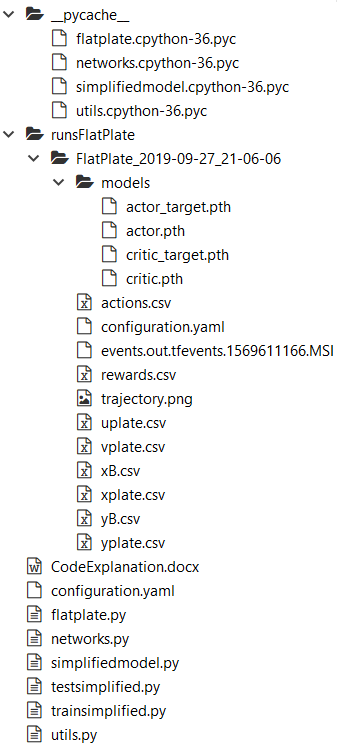 __pycache__
flatplate.cpython-36.pyc
networks.cpython-36.pyc
simplifiedmodel.cpython-36.pyc
utils.cpython-36.pyc
runsFlatPlate
FlatPlate_2019-09-27_21-06-06
models
actor_target.pth
actor.pth
critic_target.pth
critic.pth
actions.csv
configuration.yaml
events.out.tfevents.1569611166.MSI
rewards.csv
trajectory.png
uplate.csv
vplate.csv
xB.csv
xplate.csv
yB.csv
yplate.csv
CodeExplanation.docx
configuration.yaml
flatplate.py
networks.py
simplifiedmodel.py
testsimplified.py
trainsimplified.py
utils.py